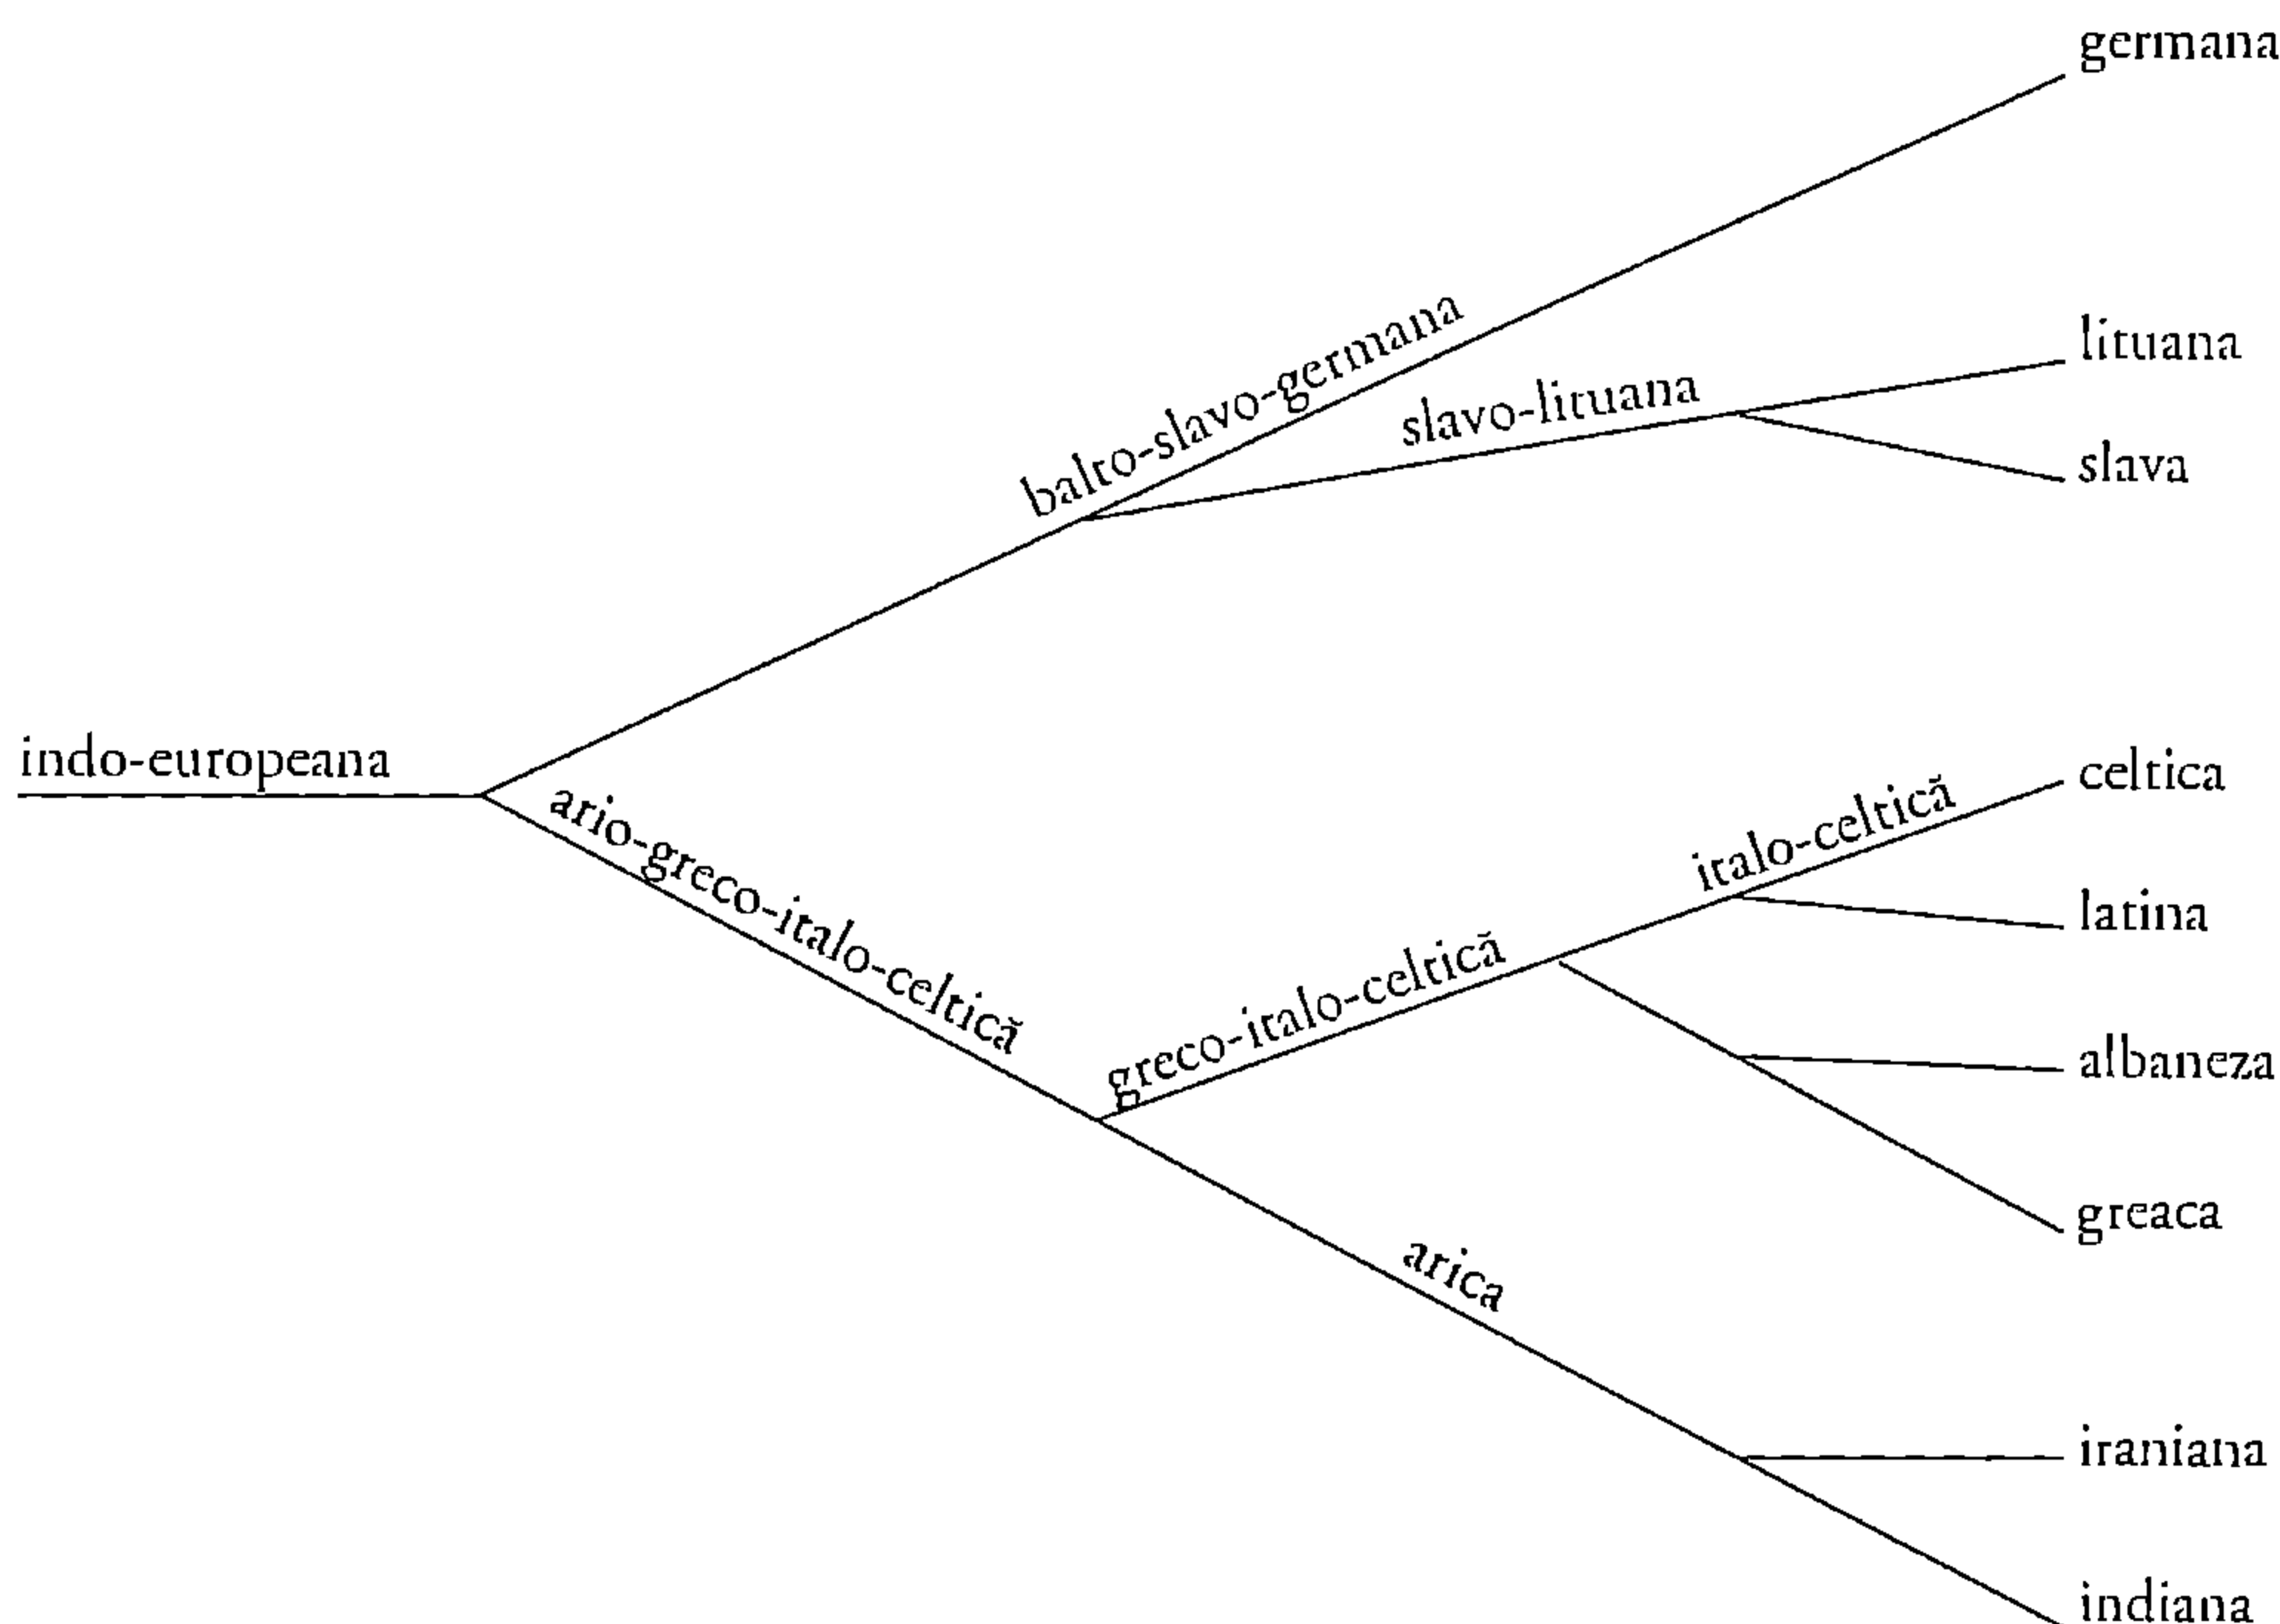 germana
balto-slavo-germana
lituana
slavo-lituana
slava
indo-europeana
celtica
italo-celtică
ario-greco-italo-celtică
latina
greco-italo-celtică
albaneza
greaca
arica
iraniana
indiana